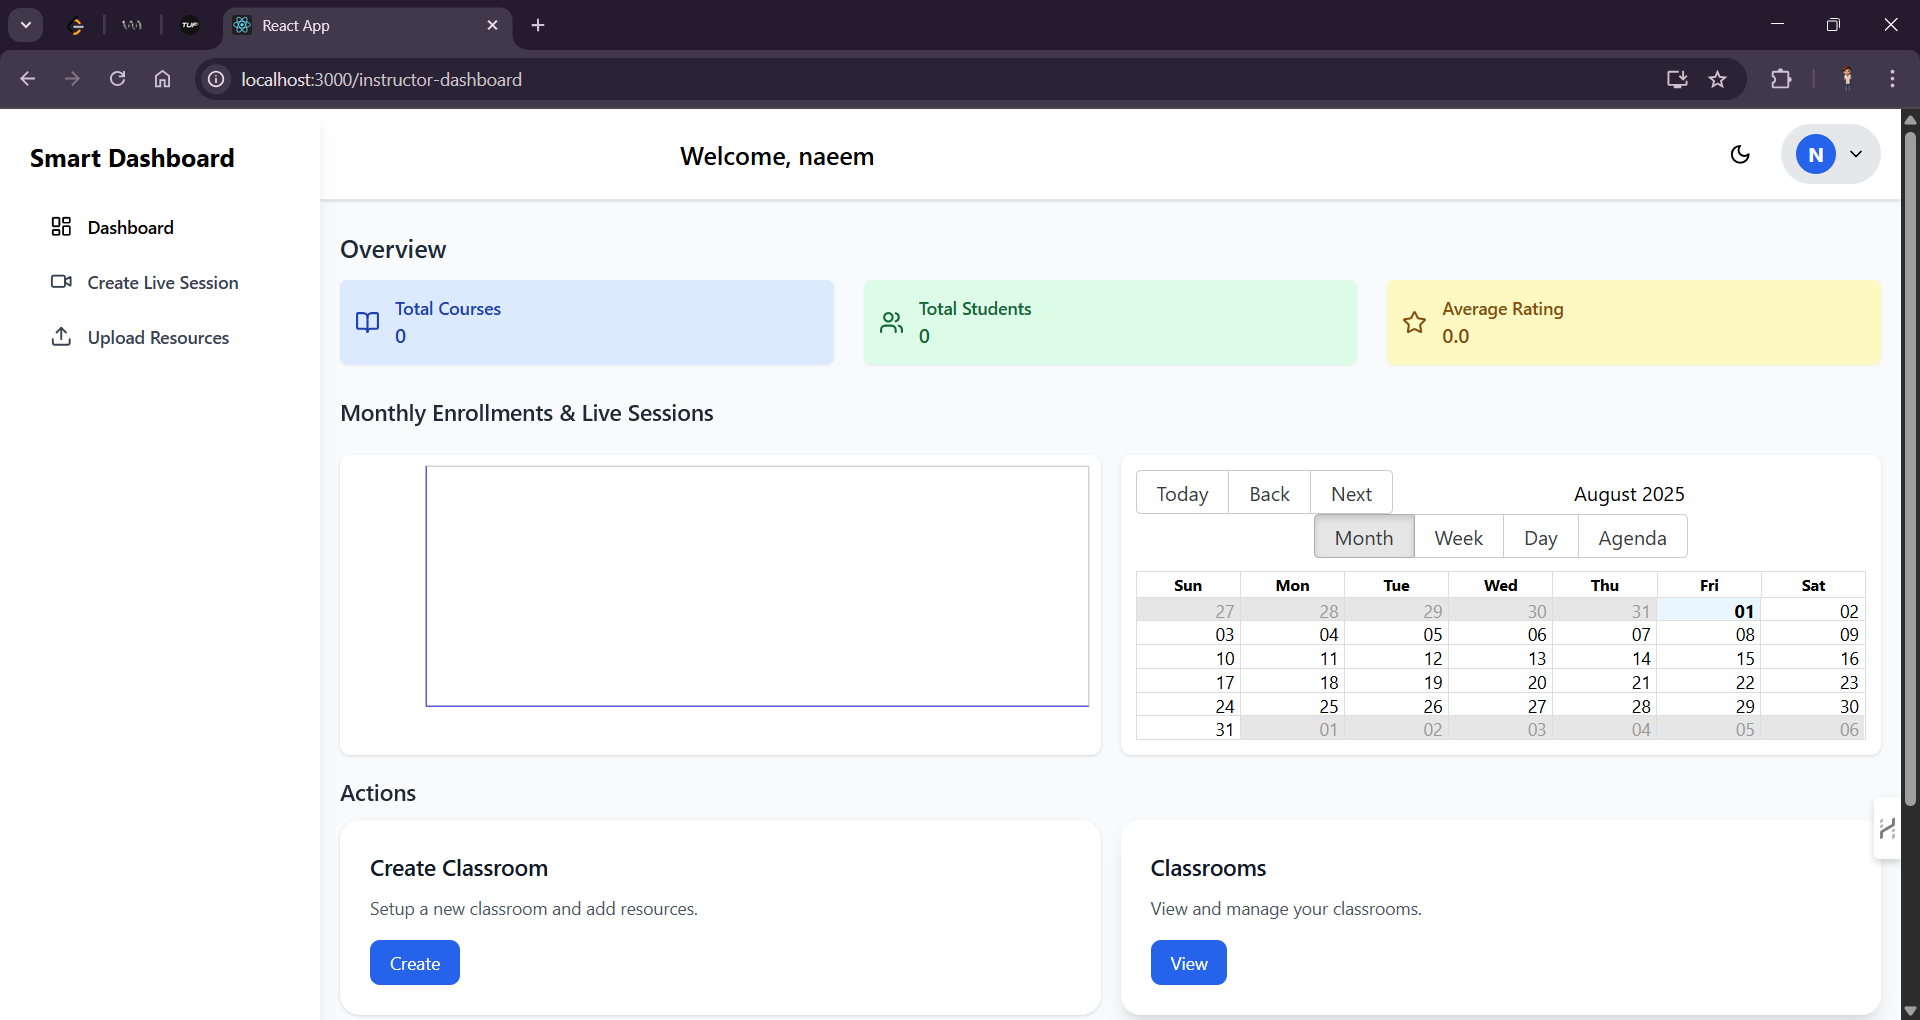 TUF
React App
localhost:3000/instructor-dashboard
Smart Dashboard
Welcome, naeem
N
Dashboard
Create Live Session
Upload Resources
Overview
Total Courses
0
Total Students
0
Average Rating
0.0
Monthly Enrollments & Live Sessions
Today Back Next August 2025
Month Week Day Agenda
Sun Mon Tue Wed Thu Fri Sat
27 28 29 30 31 01 02
03 04 05 06 07 08 09
10 11 12 13 14 15 16
17 18 19 20 21 22 23
24 25 26 27 28 29 30
31 01 02 03 04 05 06
Actions
Create Classroom
Setup a new classroom and add resources.
Create
Classrooms
View and manage your classrooms.
View